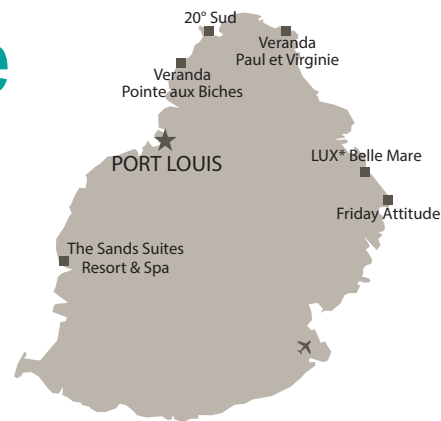 e
20° Sud
Veranda
Paul et Virginie
Veranda
Pointe aux Biches
PORT LOUIS
LUX* Belle Mare
Friday Attitude
The Sands Suites
Resort & Spa